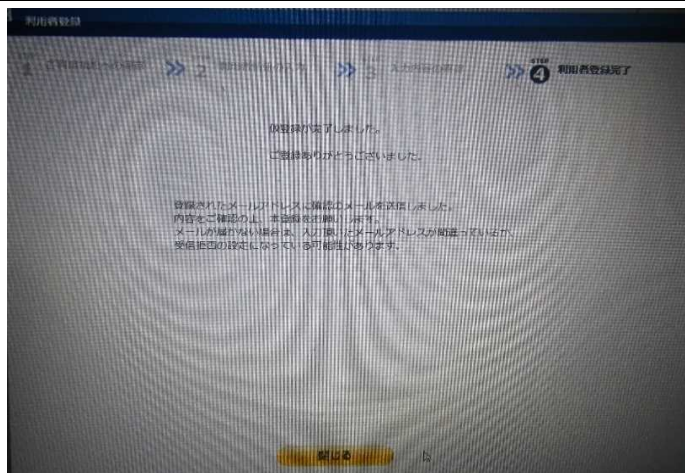 利用者登録
1
2
3
STEP
4 利用者登録完了
仮登録が完了しました。
ご登録ありがとうございました。
登録されたメールアドレスに確認のメールを送信しました。
内容をご確認の上、本登録をお願いします。
メールが届かない場合は、入力頂いたメールアドレスが間違っているか、
受信拒否の設定になっている可能性があります。
閉じる